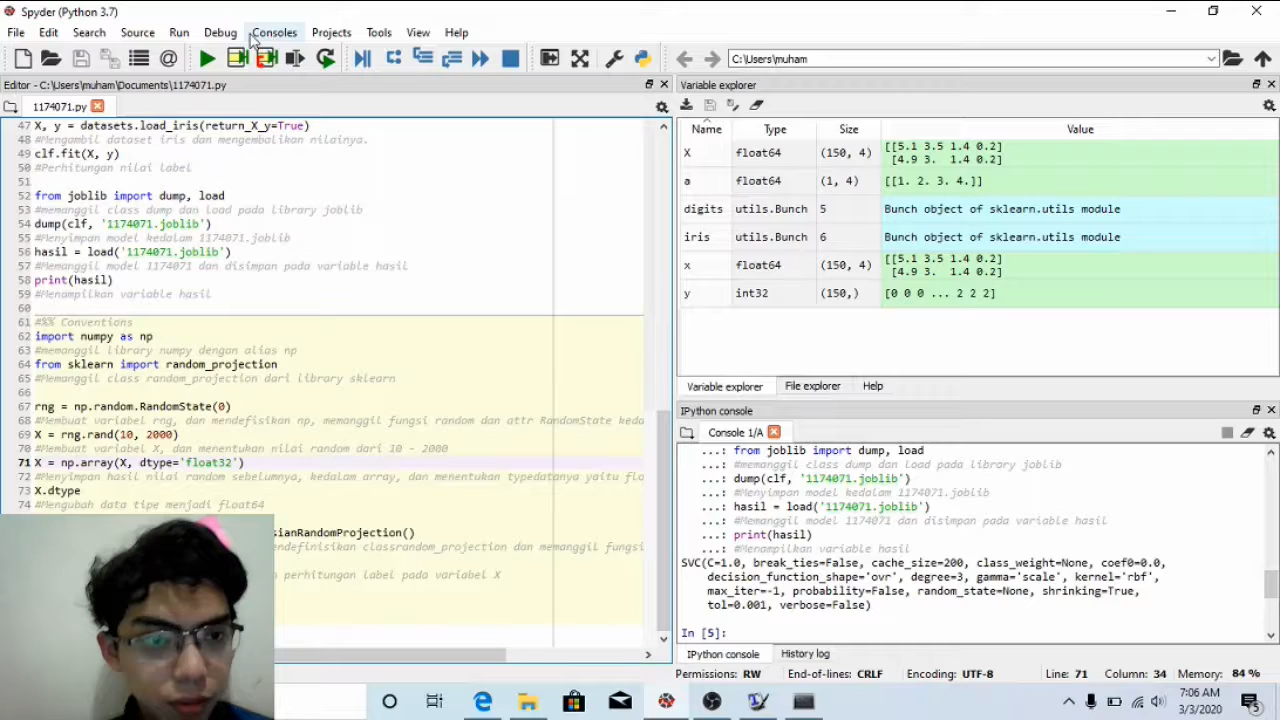 Spyder (Python 3.7)
File Edit Search Source Run Debug Consoles Projects Tools View Help
C:\Users\muham
Editor - C:\Users\muham\Documents\1174071.py
1174071.py
47 X, y = datasets.load_iris(return_X_y=True)
48 #Mengambil dataset iris dan mengembalikan nilainya.
49 clf.fit(X, y)
50 #Perhitungan nilai label
51
52 from joblib import dump, load
53 #memanggil class dump dan load pada library joblib
54 dump(clf, '1174071.joblib')
55 #Menyimpan model kedalam 1174071.joblib
56 hasil = load('1174071.joblib')
57 #Memanggil model 1174071 dan disimpan pada variable hasil
58 print(hasil)
59 #Menampilkan variable hasil
60
61 #%% Conventions
62 import numpy as np
63 #memanggil library numpy dengan alias np
64 from sklearn import random_projection
65 #Memanggil class random_projection dari library sklearn
66
67 rng = np.random.RandomState(0)
68 #Membuat variabel rng, dan mendefisikan np, memanggil fungsi random dan attr RandomState keda
69 X = rng.rand(10, 2000)
70 #Membuat variabel X, dan menentukan nilai random dari 10 - 2000
71 X = np.array(X, dtype='float32')
72 #Menyimpan hasil nilai random sebelumnya, kedalam array, dan menentukan typedatanya yaitu flo
73 X.dtype
74 #Mengubah data tipe menjadi float64
sianRandomProjection()
ndefinisikan classrandom_projection dan memanggil fungsi
perhitungan label pada variabel X
Variable explorer
Name Type Size Value
X float64 (150, 4) [[5.1 3.5 1.4 0.2]
[4.9 3. 1.4 0.2]
a float64 (1, 4) [[1. 2. 3. 4.]]
digits utils.Bunch 5 Bunch object of sklearn.utils module
iris utils.Bunch 6 Bunch object of sklearn.utils module
x float64 (150, 4) [[5.1 3.5 1.4 0.2]
[4.9 3. 1.4 0.2]
y int32 (150,) [0 0 0 ... 2 2 2]
Variable explorer File explorer Help
IPython console
Console 1/A
...: from joblib import dump, load
...: #memanggil class dump dan load pada library joblib
...: dump(clf, '1174071.joblib')
...: #Menyimpan model kedalam 1174071.joblib
...: hasil = load('1174071.joblib')
...: #Memanggil model 1174071 dan disimpan pada variable hasil
...: print(hasil)
...: #Menampilkan variable hasil
SVC(C=1.0, break_ties=False, cache_size=200, class_weight=None, coef0=0.0,
decision_function_shape='ovr', degree=3, gamma='scale', kernel='rbf',
max_iter=-1, probability=False, random_state=None, shrinking=True,
tol=0.001, verbose=False)
In [5]:
IPython console History log
Permissions: RW End-of-lines: CRLF Encoding: UTF-8 Line: 71 Column: 34 Memory: 84 %
7:06 AM
3/3/2020
5